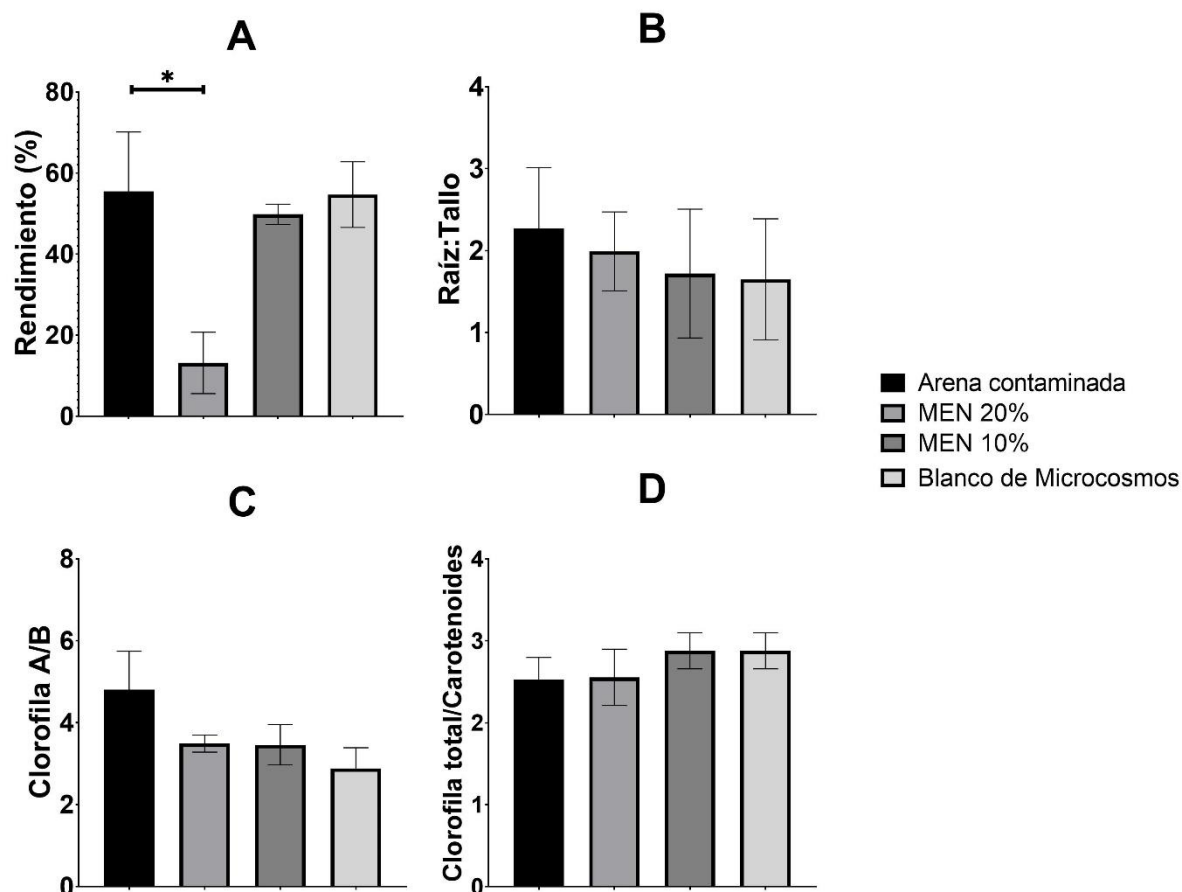 A
*
Rendimiento (%)
80
60
40
20
0
B
Raíz:Tallo
4
3
2
1
0
Arena contaminada
MEN 20%
MEN 10%
Blanco de Microcosmos
C
Clorofila A/B
8
6
4
2
0
D
Clorofila total/Carotenoides
4
3
2
1
0